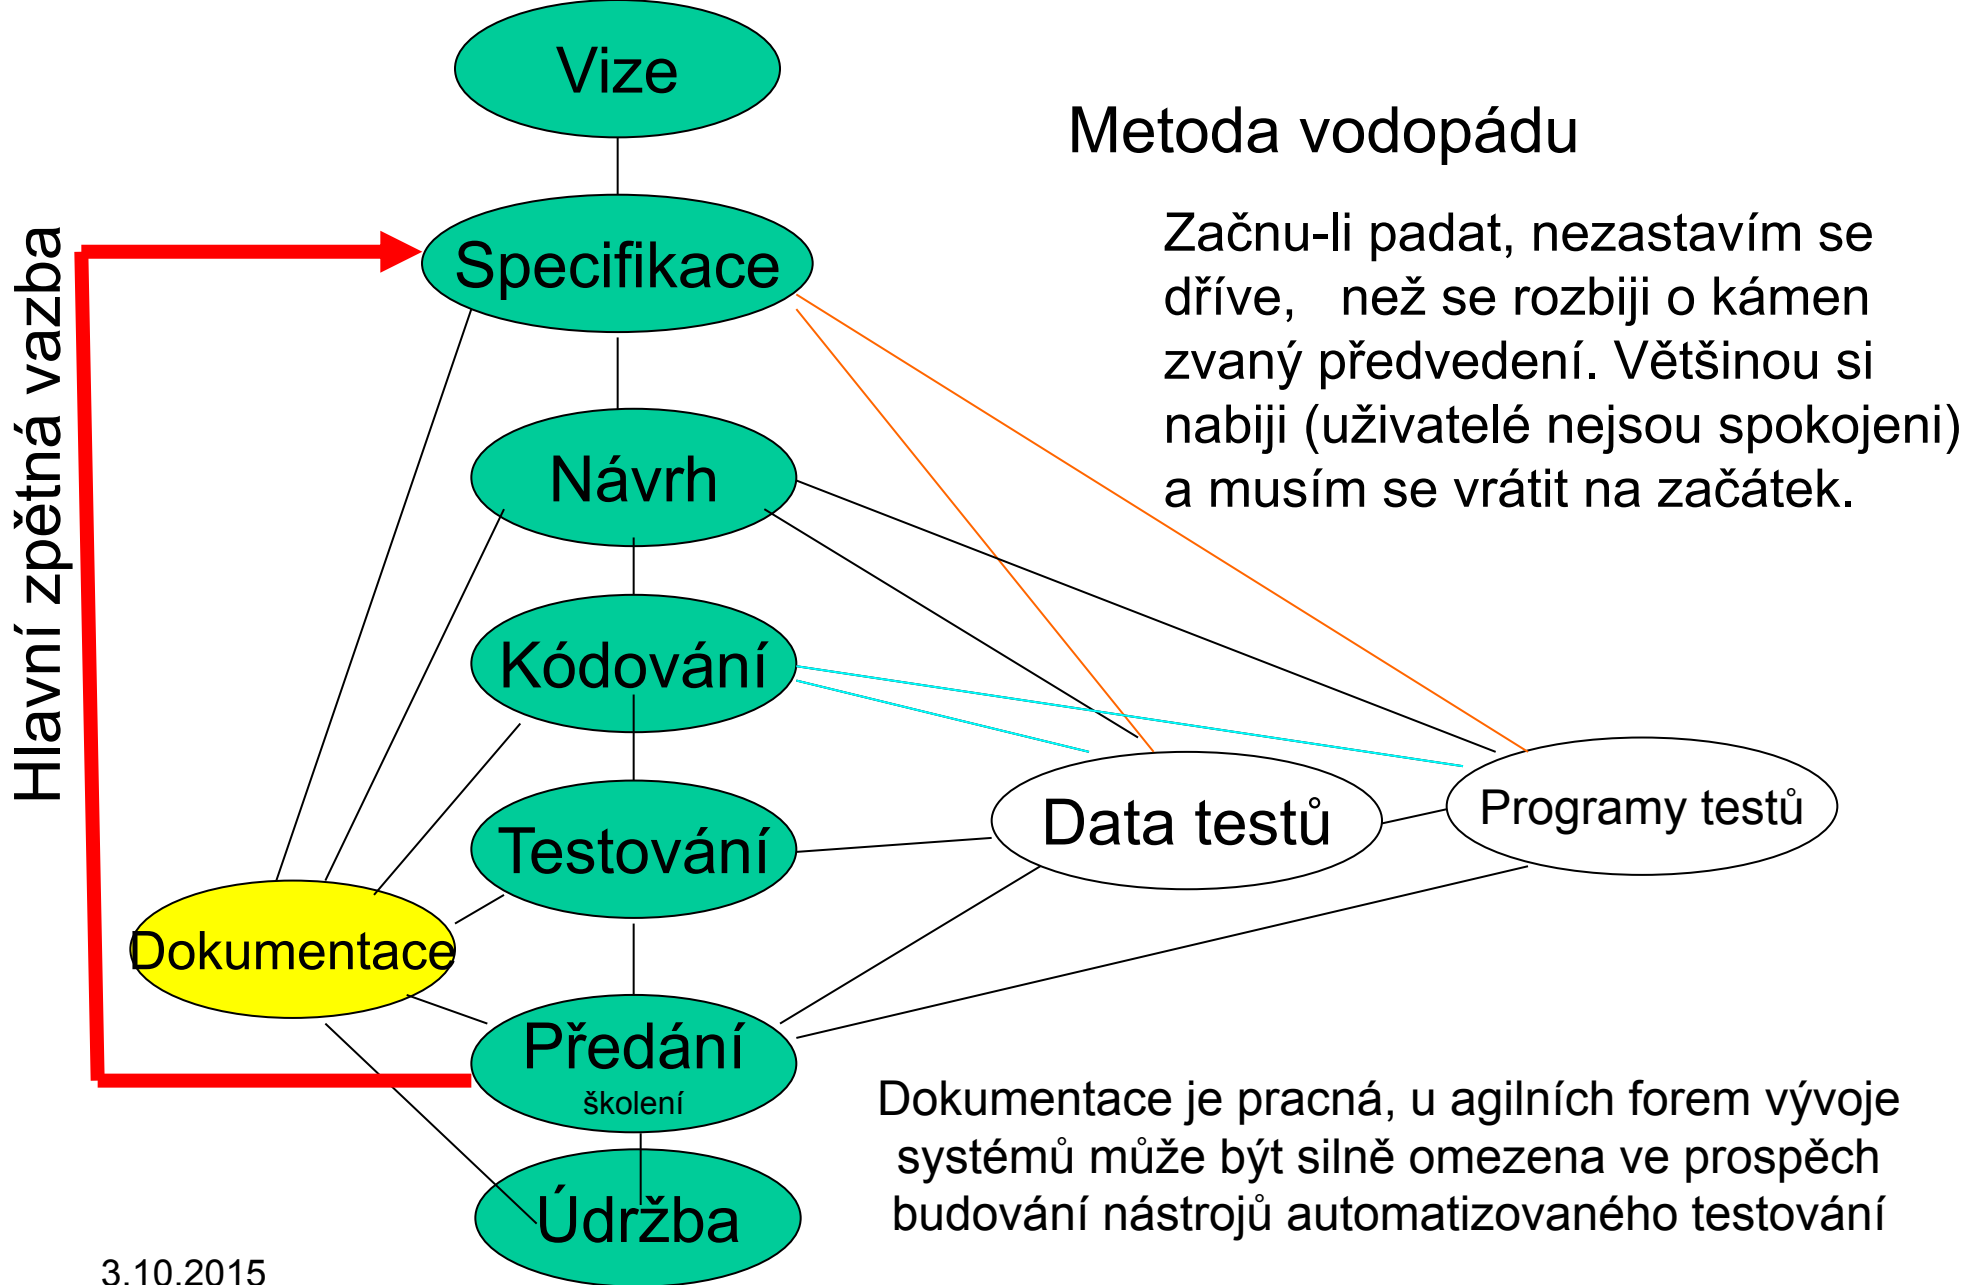 Vize
Metoda vodopádu
Začnu-li padat, nezastavím se
dříve, než se rozbiji o kámen
zvaný předvedení. Většinou si
nabiji (uživatelé nejsou spokojeni)
a musím se vrátit na začátek.
Hlavní zpětná vazba
Specifikace
Návrh
Kódování
Testování
Data testů
Programy testů
Dokumentace
Předání
školení
Údržba
Dokumentace je pracná, u agilních forem vývoje
systémů může být silně omezena ve prospěch
budování nástrojů automatizovaného testování
3.10.2015